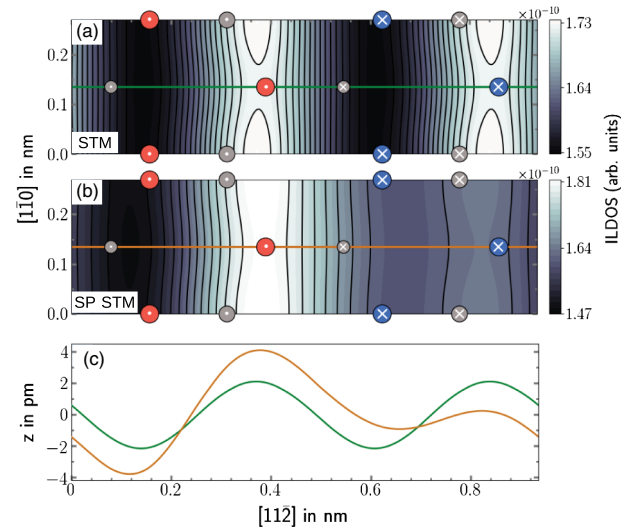 (a)
×10⁻¹⁰
0.2
0.1
0.0
STM
1.73
1.64
1.55
(b)
×10⁻¹⁰
0.2
0.1
0.0
SP STM
1.81
1.64
1.47
[11̄0] in nm
ILDOS (arb. units)
(c)
4
2
0
−2
−4
z in pm
0 0.2 0.4 0.6 0.8
[112̄] in nm